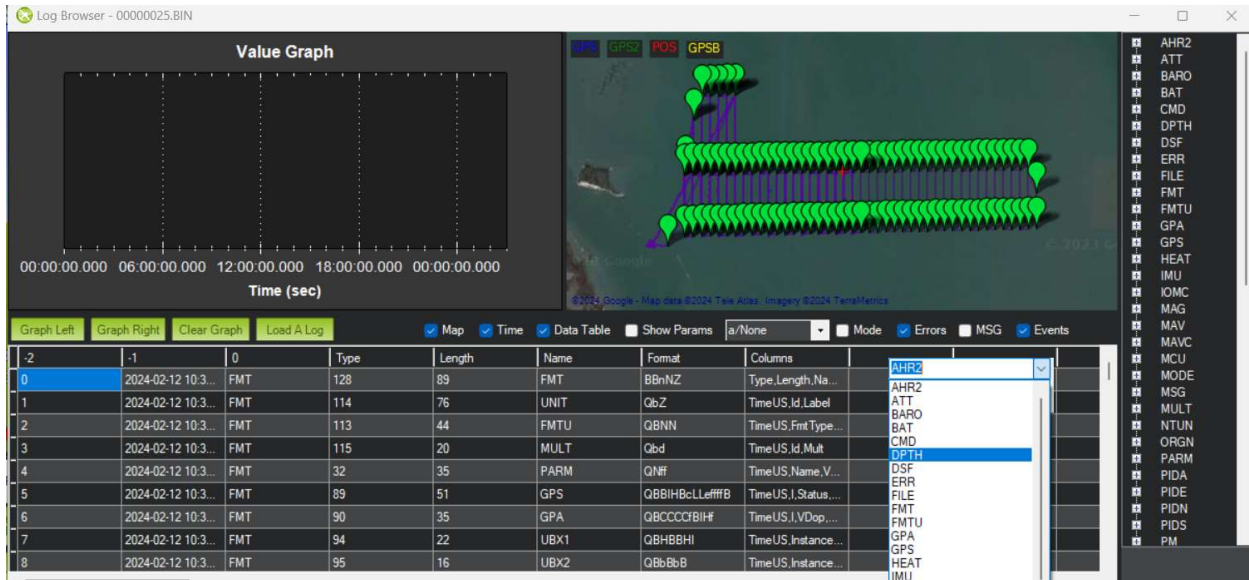 Log Browser - 00000025.BIN
Value Graph
00:00:00.000 06:00:00.000 12:00:00.000 18:00:00.000 00:00:00.000
Time (sec)
GPS GPS2 POS GPSB
©2024 Google - Map data ©2024 Tele Atlas, Imagery ©2024 TerraMetrics
Graph Left Graph Right Clear Graph Load A Log Map Time Data Table Show Params a/None Mode Errors MSG Events
-2 -1 0 Type Length Name Format Columns
0 2024-02-12 10:3... FMT 128 89 FMT BBnNZ Type,Length,Na...
1 2024-02-12 10:3... FMT 114 76 UNIT QbZ TimeUS,Id,Label
2 2024-02-12 10:3... FMT 113 44 FMTU QBNN TimeUS,FmtType...
3 2024-02-12 10:3... FMT 115 20 MULT Qbd TimeUS,Id,Mult
4 2024-02-12 10:3... FMT 32 35 PARM QNff TimeUS,Name,V...
5 2024-02-12 10:3... FMT 89 51 GPS QBBIHBcLLeffffB TimeUS,I,Status,...
6 2024-02-12 10:3... FMT 90 35 GPA QBCCCCfBIHf TimeUS,I,VDop,...
7 2024-02-12 10:3... FMT 94 22 UBX1 QBHBBHI TimeUS,Instance...
8 2024-02-12 10:3... FMT 95 16 UBX2 QBbBbB TimeUS,Instance...
AHR2
AHR2
ATT
BARO
BAT
CMD
DPTH
DSF
ERR
FILE
FMT
FMTU
GPA
GPS
HEAT
IMU
AHR2
ATT
BARO
BAT
CMD
DPTH
DSF
ERR
FILE
FMT
FMTU
GPA
GPS
HEAT
IMU
IOMC
MAG
MAV
MAVC
MCU
MODE
MSG
MULT
NTUN
ORGN
PARM
PIDA
PIDE
PIDN
PIDS
PM